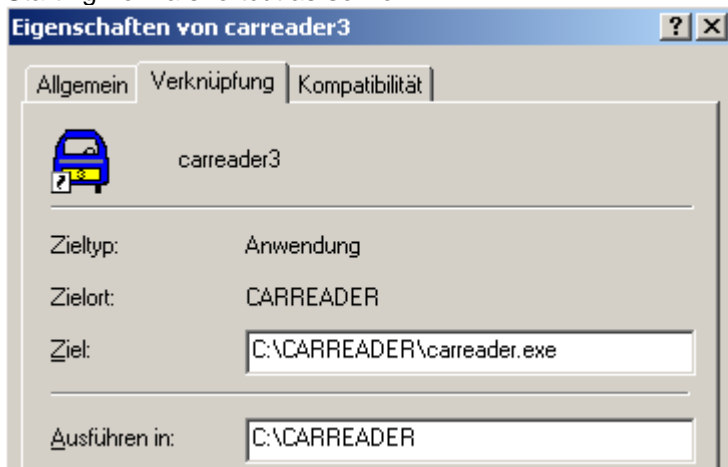 Eigenschaften von carreader3
Allgemein Verknüpfung Kompatibilität
carreader3
Zieltyp: Anwendung
Zielort: CARREADER
Ziel: C:\CARREADER\carreader.exe
Ausführen in: C:\CARREADER